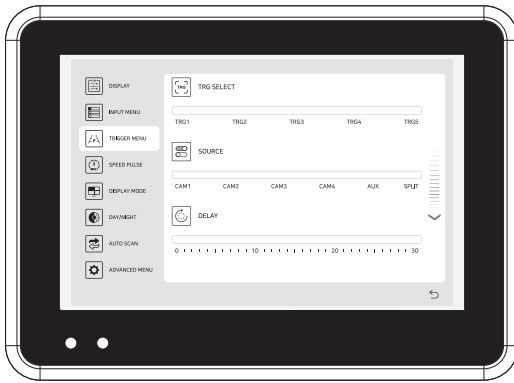 DISPLAY
INPUT MENU
TRIGGER MENU
SPEED PULSE
DISPLAY MODE
DAY/NIGHT
AUTO SCAN
ADVANCED MENU
TRG TRG SELECT
TRG1 TRG2 TRG3 TRG4 TRG5
SOURCE
CAM1 CAM2 CAM3 CAM4 AUX SPLIT
DELAY
0 10 20 30